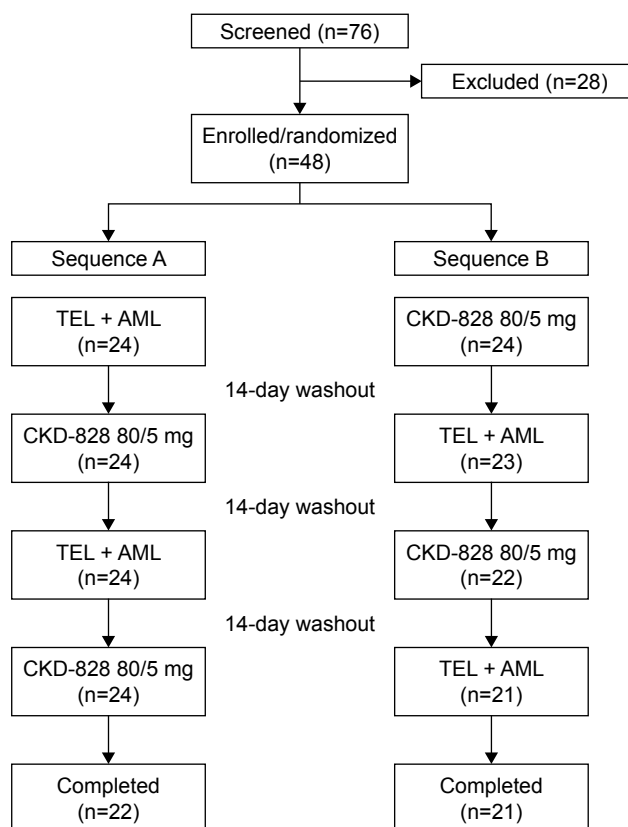 Screened (n=76)
Excluded (n=28)
Enrolled/randomized
(n=48)
Sequence A
Sequence B
TEL + AML
(n=24)
CKD-828 80/5 mg
(n=24)
14-day washout
CKD-828 80/5 mg
(n=24)
TEL + AML
(n=23)
14-day washout
TEL + AML
(n=24)
CKD-828 80/5 mg
(n=22)
14-day washout
CKD-828 80/5 mg
(n=24)
TEL + AML
(n=21)
Completed
(n=22)
Completed
(n=21)